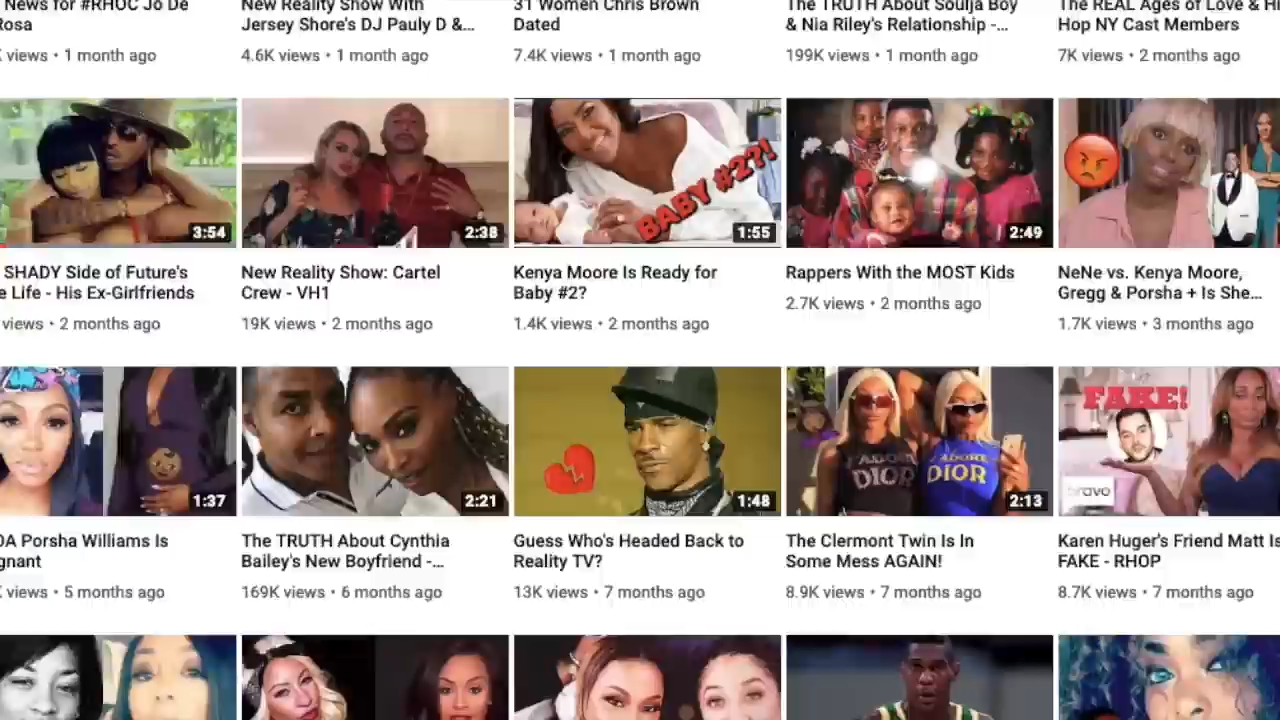 News for #RHOC Jo De
Rosa
views • 1 month ago
New Reality Show With
Jersey Shore's DJ Pauly D &...
4.6K views • 1 month ago
31 Women Chris Brown
Dated
7.4K views • 1 month ago
The TRUTH About Soulja Boy
& Nia Riley's Relationship -...
199K views • 1 month ago
The REAL Ages of Love & Hi
Hop NY Cast Members
7K views • 2 months ago
3:54
SHADY Side of Future's
e Life - His Ex-Girlfriends
views • 2 months ago
2:38
New Reality Show: Cartel
Crew - VH1
19K views • 2 months ago
BABY #2?!
1:55
Kenya Moore Is Ready for
Baby #2?
1.4K views • 2 months ago
2:49
Rappers With the MOST Kids
2.7K views • 2 months ago
NeNe vs. Kenya Moore,
Gregg & Porsha + Is She...
1.7K views • 3 months ago
1:37
OA Porsha Williams Is
gnant
views • 5 months ago
2:21
The TRUTH About Cynthia
Bailey's New Boyfriend -...
169K views • 6 months ago
1:48
Guess Who's Headed Back to
Reality TV?
13K views • 7 months ago
J'ADORE
DIOR
J'ADORE
DIOR
2:13
The Clermont Twin Is In
Some Mess AGAIN!
8.9K views • 7 months ago
FAKE!
bravo
Karen Huger's Friend Matt Is
FAKE - RHOP
8.7K views • 7 months ago